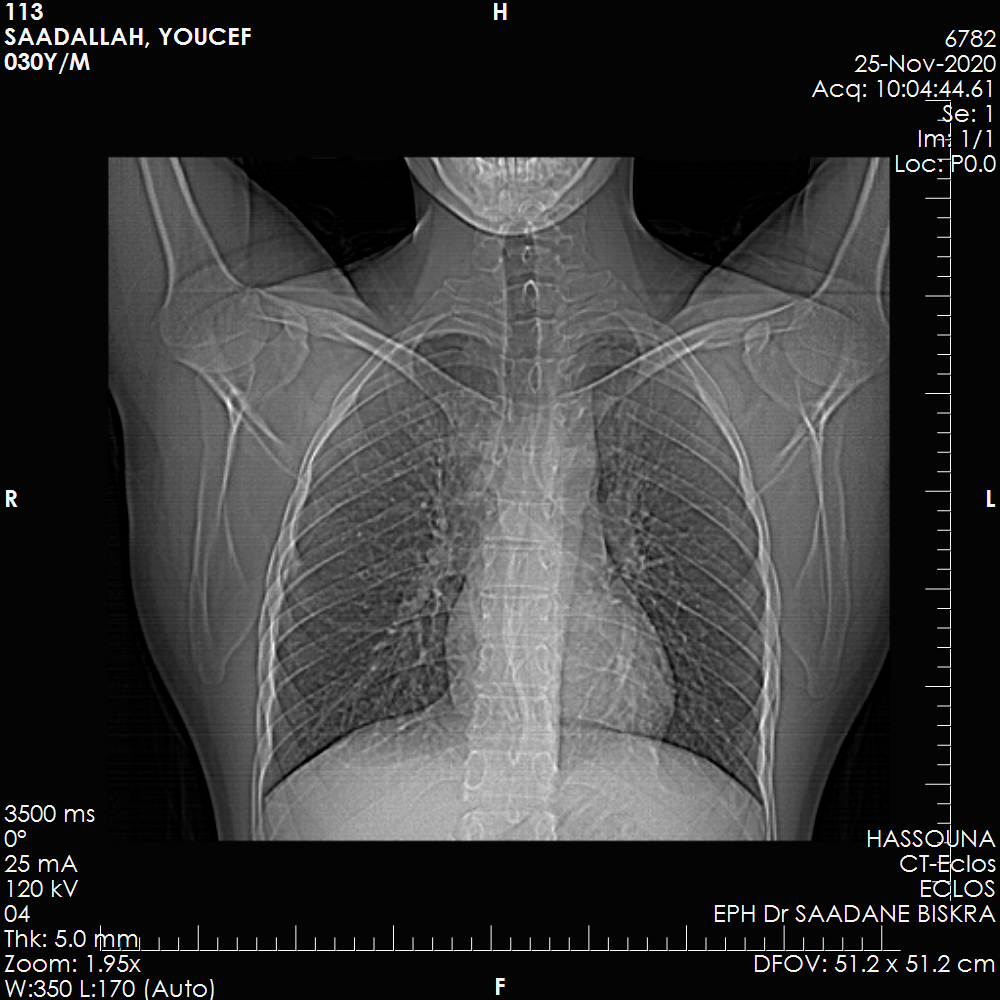 113
SAADALLAH, YOUCEF
030Y/M
H
6782
25-Nov-2020
Acq: 10:04:44.61
Se: 1
Im: 1/1
Loc: P0.0
R
L
3500 ms
0°
25 mA
120 kV
04
Thk: 5.0 mm
Zoom: 1.95x
W:350 L:170 (Auto)
F
HASSOUNA
CT-Eclos
ECLOS
EPH Dr SAADANE BISKRA
DFOV: 51.2 x 51.2 cm